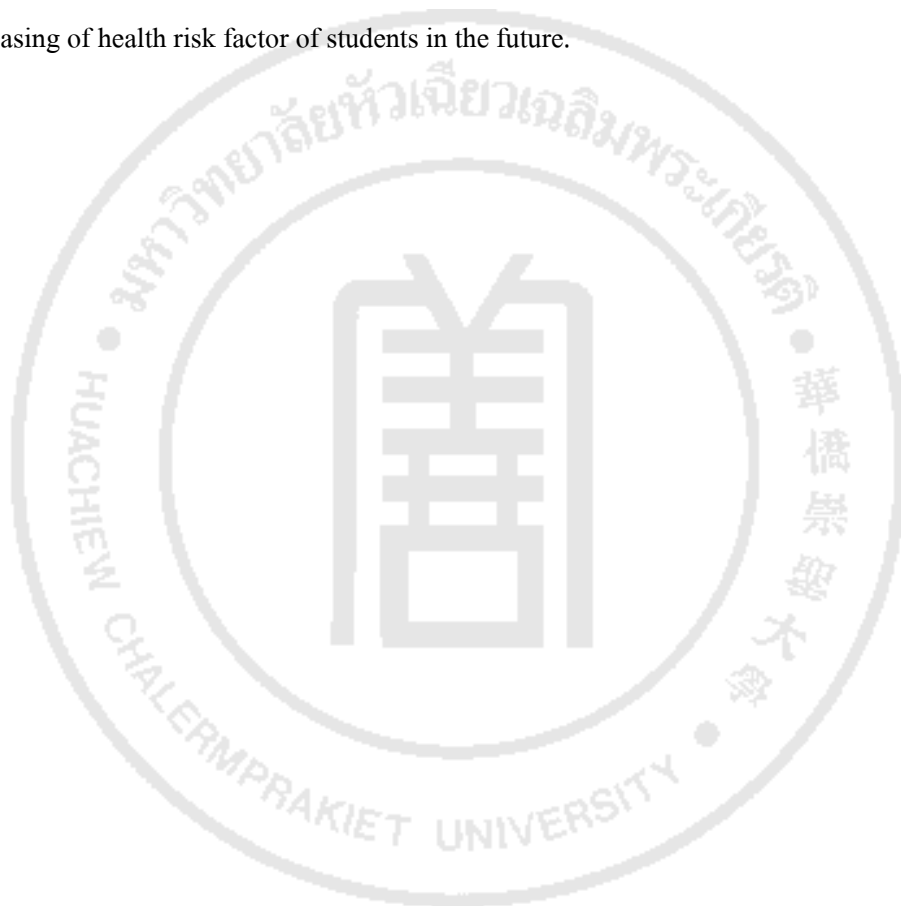 asing of health risk factor of students in the future.
มหาวิทยาลัยหัวเฉียวเฉลิมพระเกียรติ
華僑崇聖大學
HUACHIEW CHALERMPRAKIET UNIVERSITY